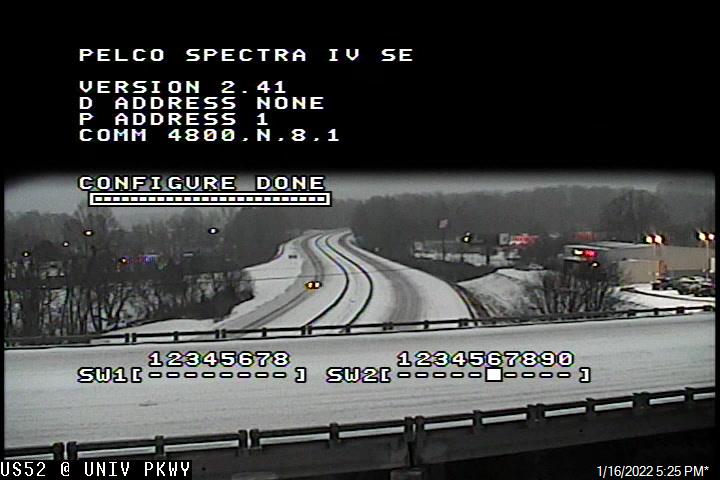 PELCO SPECTRA IV SE
VERSION 2.41
D ADDRESS NONE
P ADDRESS 1
COMM 4800,N,8,1
CONFIGURE DONE
12345678 1234567890
SW1[--------] SW2[-----■----]
US52 @ UNIV PKWY
1/16/2022 5:25 PM*